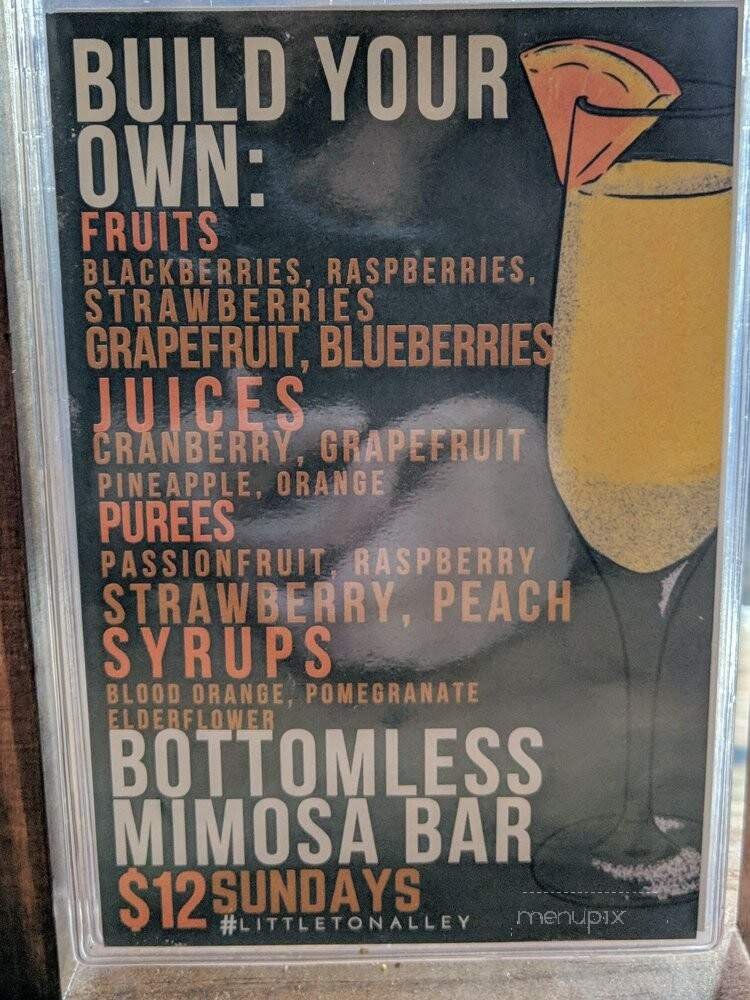 BUILD YOUR
OWN:
FRUITS
BLACKBERRIES, RASPBERRIES,
STRAWBERRIES
GRAPEFRUIT, BLUEBERRIES
JUICES
CRANBERRY, GRAPEFRUIT
PINEAPPLE, ORANGE
PUREES
PASSIONFRUIT, RASPBERRY
STRAWBERRY, PEACH
SYRUPS
BLOOD ORANGE, POMEGRANATE
ELDERFLOWER
BOTTOMLESS
MIMOSA BAR
$12 SUNDAYS
#LITTLETONALLEY
menupix